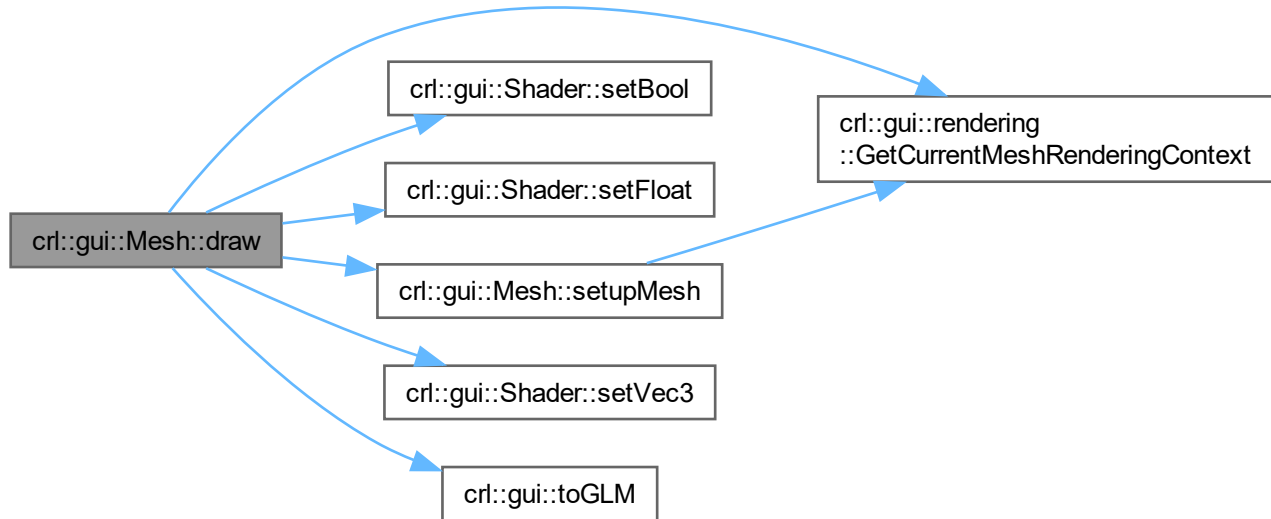 crl::gui::Mesh::draw
crl::gui::Shader::setBool
crl::gui::Shader::setFloat
crl::gui::Mesh::setupMesh
crl::gui::Shader::setVec3
crl::gui::toGLM
crl::gui::rendering
::GetCurrentMeshRenderingContext